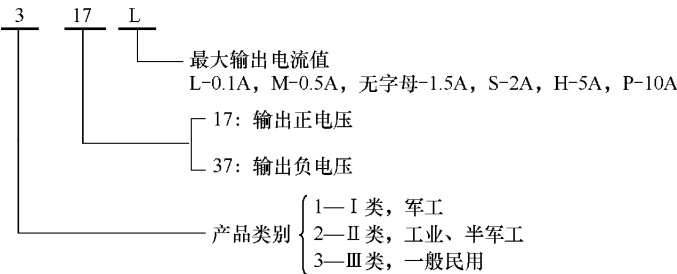 3 17 L
最大输出电流值
L-0.1A，M-0.5A，无字母-1.5A，S-2A，H-5A，P-10A
17：输出正电压
37：输出负电压
产品类别
1—Ⅰ类，军工
2—Ⅱ类，工业、半军工
3—Ⅲ类，一般民用